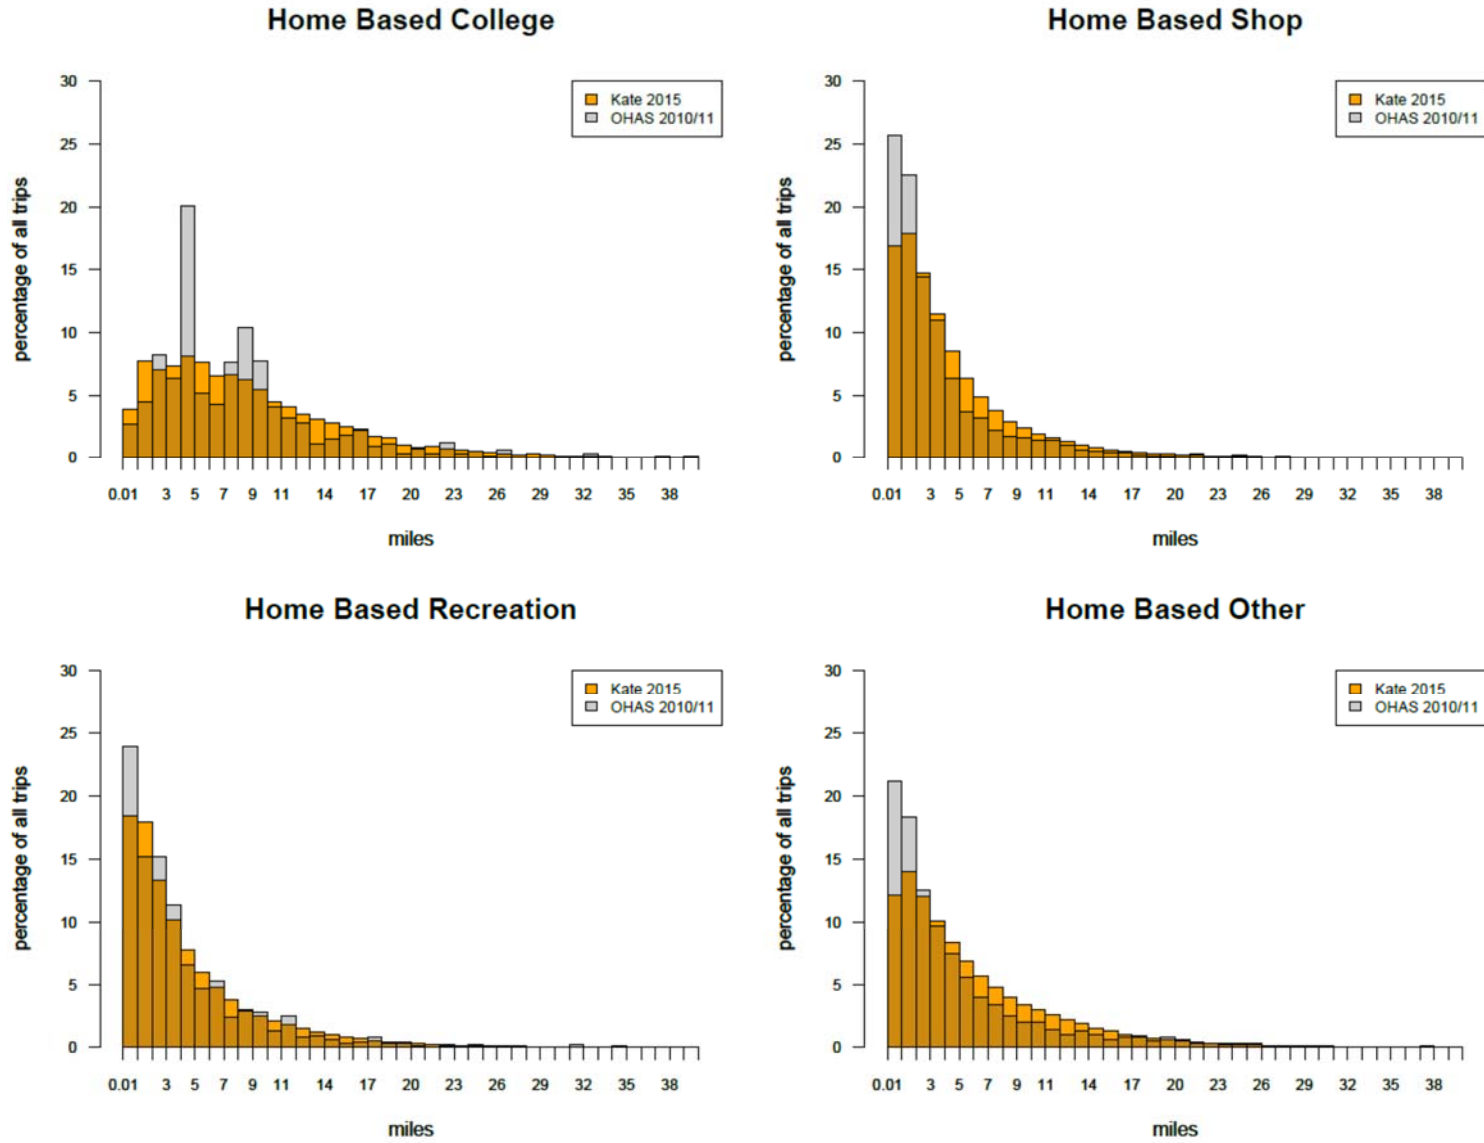 Home Based College
30
25
20
15
10
5
0
percentage of all trips
Kate 2015
OHAS 2010/11
0.01 3 5 7 9 11 14 17 20 23 26 29 32 35 38
miles
Home Based Shop
30
25
20
15
10
5
0
percentage of all trips
Kate 2015
OHAS 2010/11
0.01 3 5 7 9 11 14 17 20 23 26 29 32 35 38
miles
Home Based Recreation
30
25
20
15
10
5
0
percentage of all trips
Kate 2015
OHAS 2010/11
0.01 3 5 7 9 11 14 17 20 23 26 29 32 35 38
miles
Home Based Other
30
25
20
15
10
5
0
percentage of all trips
Kate 2015
OHAS 2010/11
0.01 3 5 7 9 11 14 17 20 23 26 29 32 35 38
miles